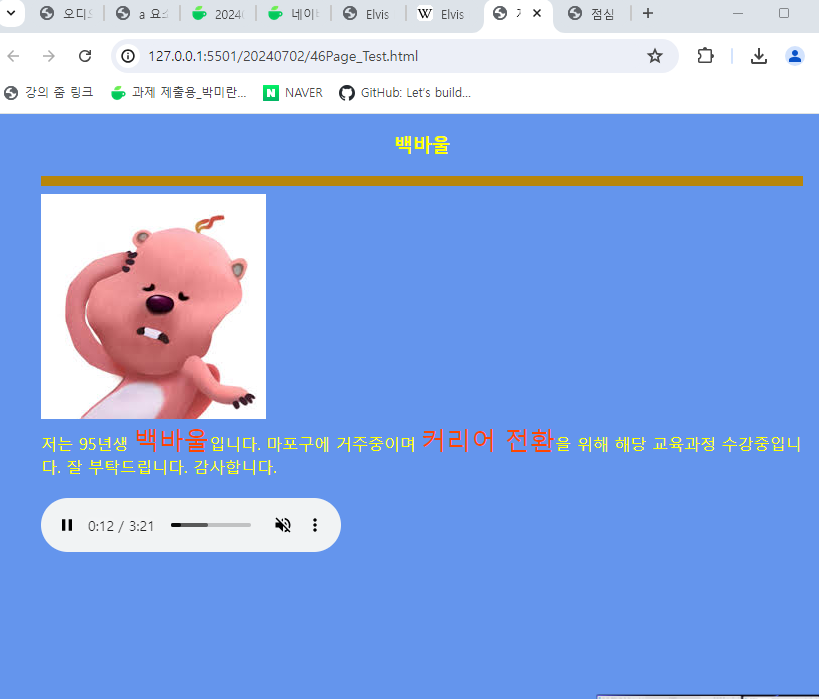 오디오
a 요소
2024
네이버
Elvis
W Elvis
점심
127.0.0.1:5501/20240702/46Page_Test.html
강의 줌 링크
과제 제출용_박미란...
N NAVER
GitHub: Let's build...
백바울
저는 95년생 백바울입니다. 마포구에 거주중이며 커리어 전환을 위해 해당 교육과정 수강중입니
다. 잘 부탁드립니다. 감사합니다.
0:12 / 3:21